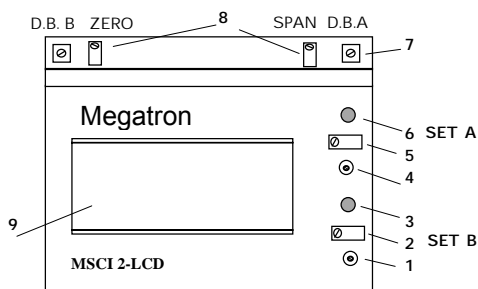 8
D.B. B ZERO SPAN D.B.A
7
Megatron
6 SET A
5
4
3
9
2 SET B
MSCI 2-LCD
1